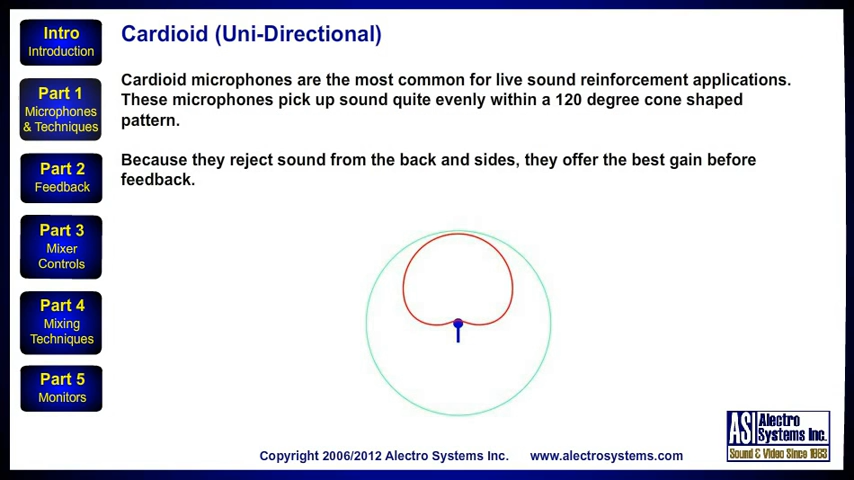 Intro
Introduction
Part 1
Microphones
& Techniques
Part 2
Feedback
Part 3
Mixer
Controls
Part 4
Mixing
Techniques
Part 5
Monitors
Cardioid (Uni-Directional)
Cardioid microphones are the most common for live sound reinforcement applications.
These microphones pick up sound quite evenly within a 120 degree cone shaped
pattern.
Because they reject sound from the back and sides, they offer the best gain before
feedback.
ASI Alectro
Systems Inc.
Sound & Video Since 1983
Copyright 2006/2012 Alectro Systems Inc. www.alectrosystems.com